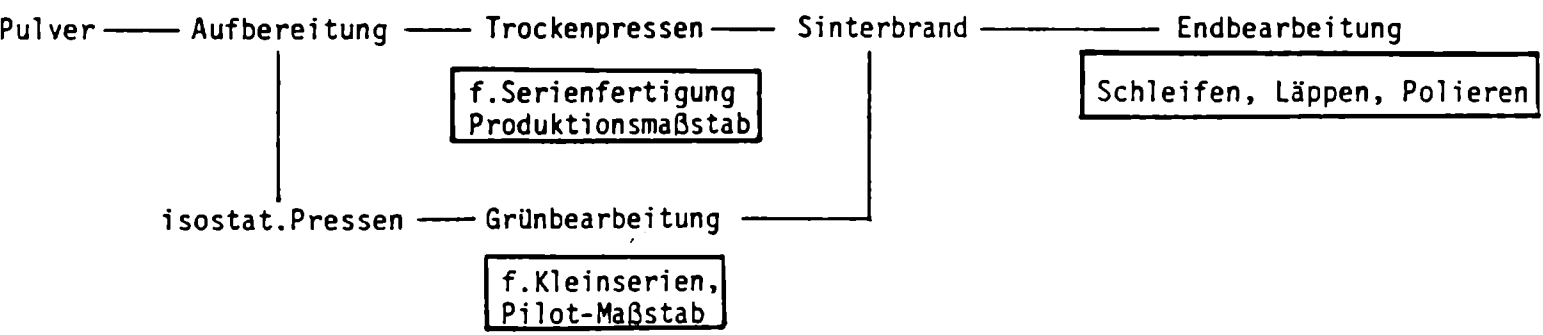 Pulver Aufbereitung Trockenpressen Sinterbrand Endbearbeitung
f.Serienfertigung
Produktionsmaßstab
Schleifen, Läppen, Polieren
isostat.Pressen Grünbearbeitung
f.Kleinserien,
Pilot-Maßstab